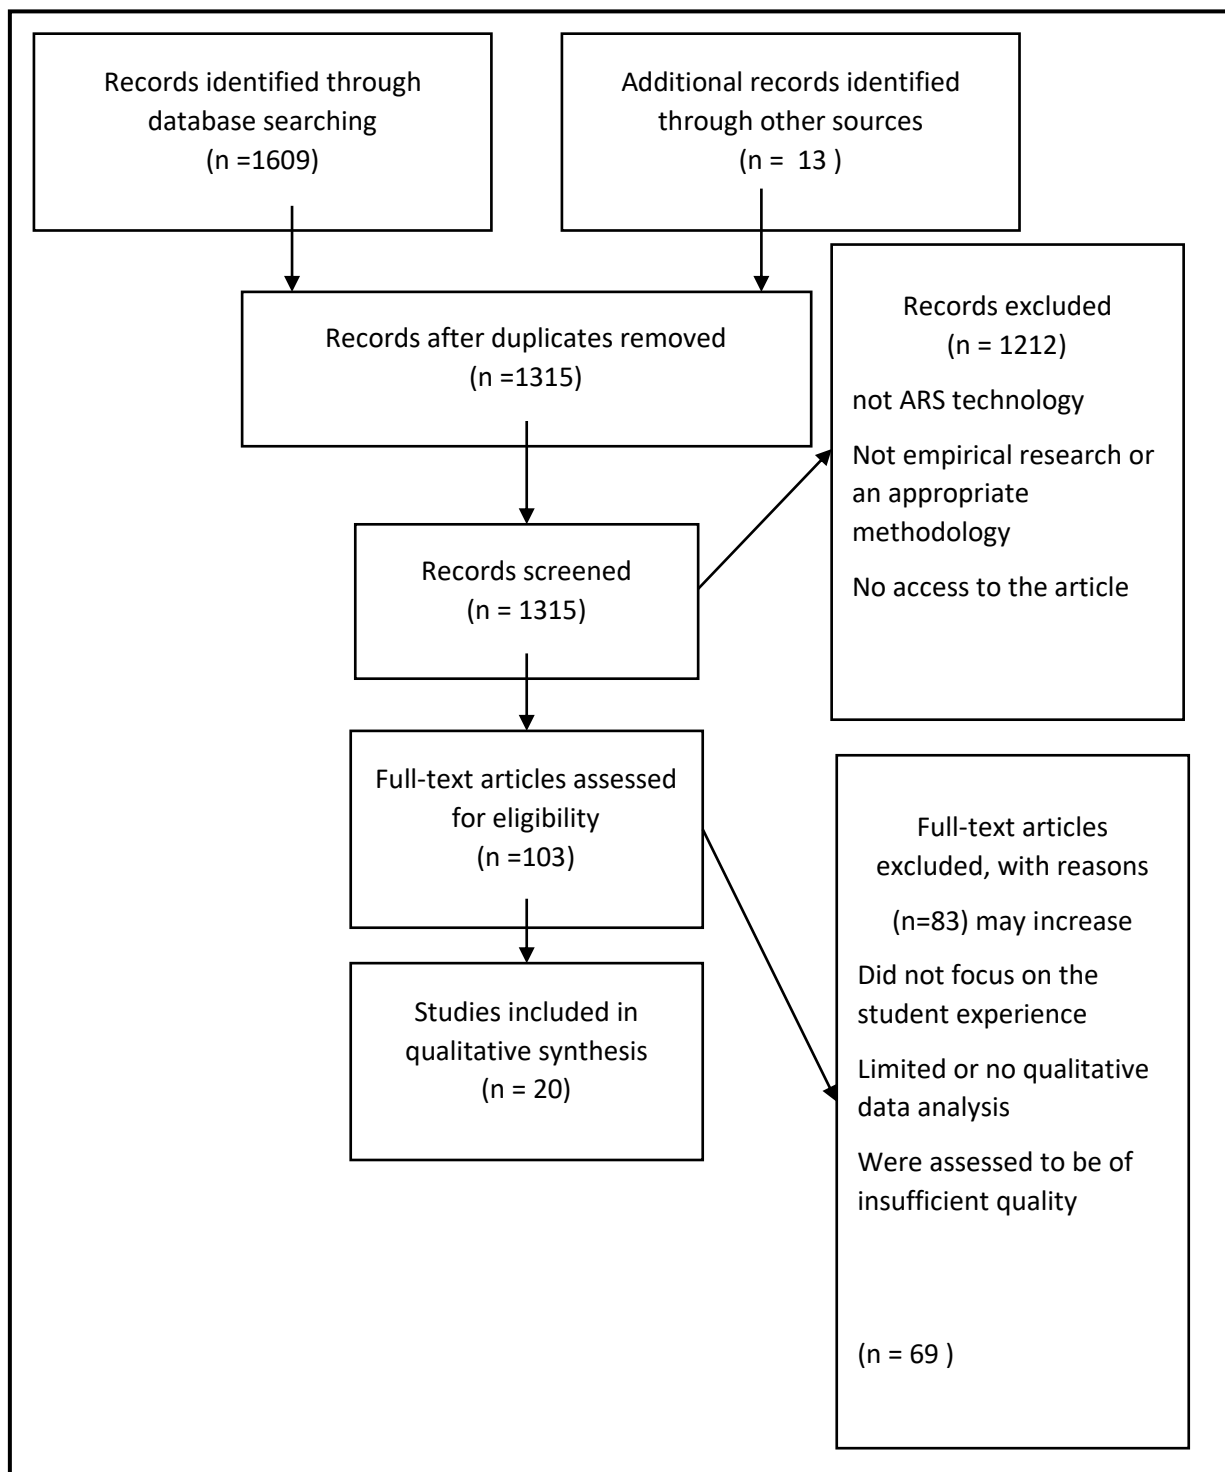 Records identified through
database searching
(n =1609)
Additional records identified
through other sources
(n =  13 )
Records after duplicates removed
(n =1315)
Records excluded
(n = 1212)
not ARS technology
Not empirical research or
an appropriate
methodology
No access to the article
Records screened
(n = 1315)
Full-text articles assessed
for eligibility
(n =103)
Full-text articles
excluded, with reasons
(n=83) may increase
Did not focus on the
student experience
Limited or no qualitative
data analysis
Were assessed to be of
insufficient quality
(n = 69 )
Studies included in
qualitative synthesis
(n = 20)